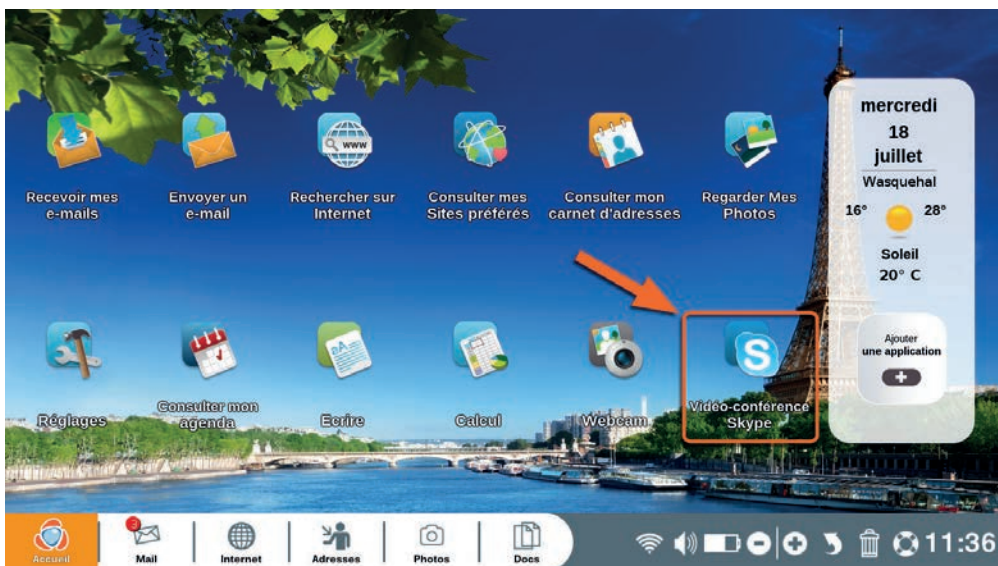 Recevoir mes
e-mails
Envoyer un
e-mail
www
Rechercher sur
Internet
Consulter mes
Sites préférés
Consulter mon
carnet d'adresses
Regarder Mes
Photos
mercredi
18
juillet
Wasquehal
16° 28°
Soleil
20° C
Ajouter
une application
Réglages
Consulter mon
agenda
aA
Ecrire
Calcul
Webcam
S
Vidéo-conférence
Skype
Accueil
3
Mail
Internet
Adresses
Photos
Docs
11:36